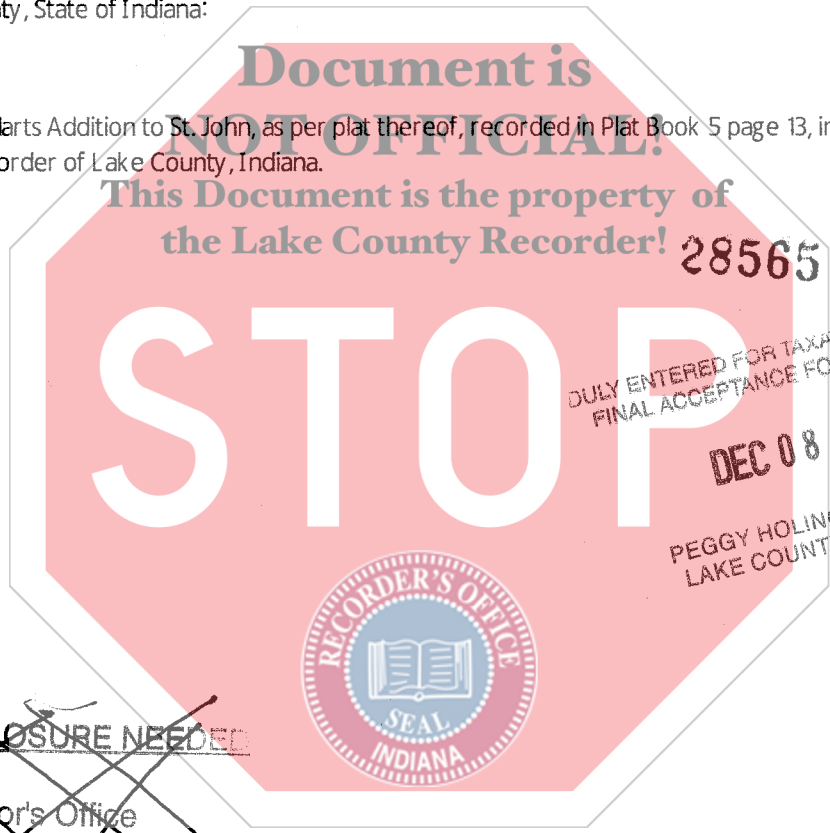 ty, State of Indiana:
Document is
NOT OFFICIAL!
arts Addition to St. John, as per plat thereof, recorded in Plat Book 5 page 13, in
order of Lake County, Indiana.
This Document is the property of
the Lake County Recorder!
28565
STOP
DULY ENTERED FOR TAXA
FINAL ACCEPTANCE FO
DEC 08
PEGGY HOLIN
LAKE COUNT
RECORDER'S OFFICE
SEAL
INDIANA
OSURE NEEDED
or's Office